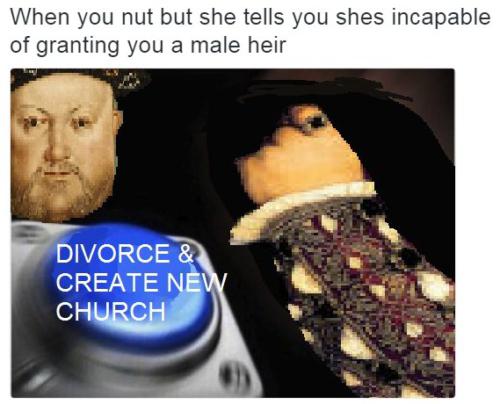 When you nut but she tells you shes incapable
of granting you a male heir
DIVORCE &
CREATE NEW
CHURCH